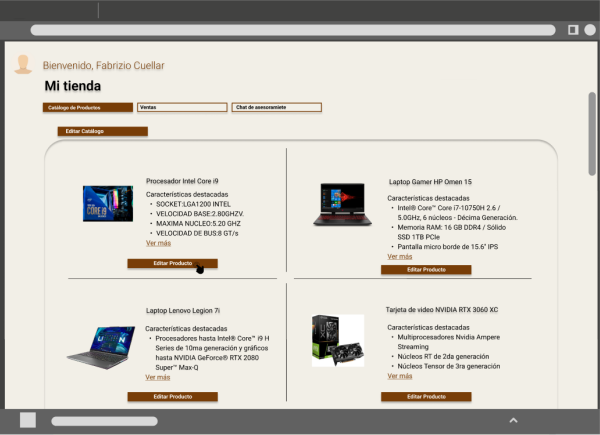 Bienvenido, Fabrizio Cuellar
Mi tienda
Catálogo de Productos
Ventas
Chat de asesoramiete
Editar Catálogo
Procesador Intel Core i9
Características destacadas
• SOCKET:LGA1200 INTEL
• VELOCIDAD BASE:2.80GHZV.
• MAXIMA NUCLEO:5.20 GHZ
• VELOCIDAD DE BUS:8 GT/s
Ver más
Editar Producto
CORE i9
Laptop Gamer HP Omen 15
Características destacadas
• Intel® Core™ Core i7-10750H 2.6 /
5.0GHz, 6 núcleos - Décima Generación.
• Memoria RAM: 16 GB DDR4 / Sólido
SSD 1TB PCIe
• Pantalla micro borde de 15.6" IPS
Ver más
Editar Producto
Laptop Lenovo Legion 7i
Características destacadas
• Procesadores hasta Intel® Core™ i9 H
Series de 10ma generación y gráficos
hasta NVIDIA GeForce® RTX 2080
Super™ Max-Q
Ver más
Editar Producto
Tarjeta de video NVIDIA RTX 3060 XC
Características destacadas
• Multiprocesadores Nvidia Ampere
Streaming
• Núcleos RT de 2da generación
• Núcleos Tensor de 3ra generación
Ver más
Editar Producto